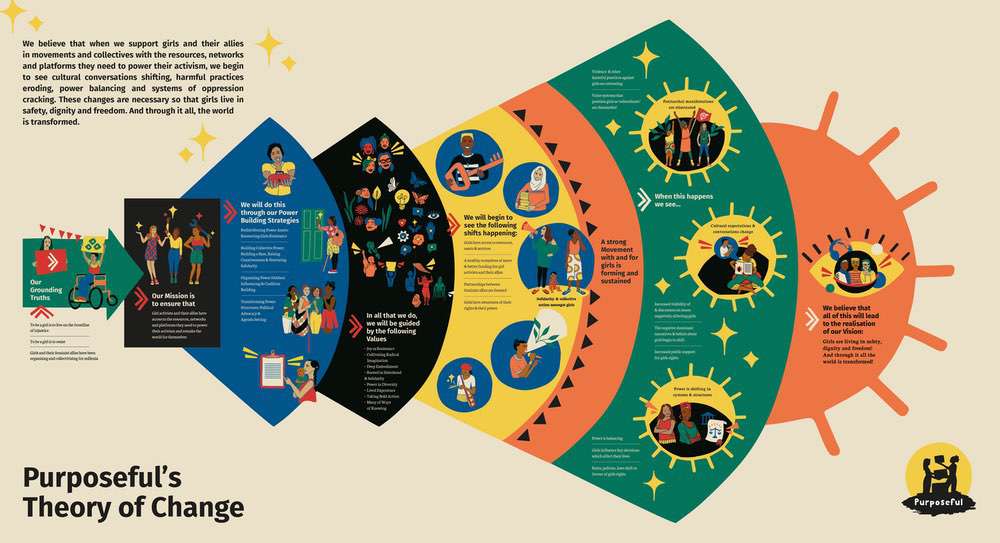 We believe that when we support girls and their allies
in movements and collectives with the resources, networks
and platforms they need to power their activism, we begin
to see cultural conversations shifting, harmful practices
eroding, power balancing and systems of oppression
cracking. These changes are necessary so that girls live in
safety, dignity and freedom. And through it all, the world
is transformed.
Our
Grounding
Truths
To be a girl is to live on the frontline
of injustice
To be a girl is to resist
Girls and their feminist allies have been
organising and collectivising for millenia
Our Mission is
to ensure that
Girl activists and their allies have
access to the resources, networks
and platforms they need to power
their activism and remake the
world for themselves
We will do this
through our Power
Building Strategies
Redistributing Power Assets:
Resourcing Girls Resistance
Building Collective Power:
Building a Base, Raising
Consciousness & Nurturing
Solidarity
Organising Power Holders:
Influencing & Coalition
Building
Transforming Power
Structures: Political
Advocacy &
Agenda Setting
In all that we do,
we will be guided
by the following
Values
- Joy as Resistance
- Cultivating Radical
Imagination
- Deep Embodiment
- Rooted in Sisterhood
& Solidarity
- Power in Diversity
- Lived Experience
- Taking Bold Action
- Many of Ways
of Knowing
We will begin to
see the following
shifts happening:
Girls have access to resources,
assets & services
A healthy ecosystem of more
& better funding for girl
activists and their allies
Partnerships between
feminist allies are formed
Girls have awareness of their
rights & their power
Solidarity & collective
action amongst girls
A strong
Movement
with and for
girls is
forming and
sustained
When this happens
we see...
Violence & other
harmful practices against
girls are renouncing
Value systems that
position girls as 'subordinate'
are dismantled
Patriarchal manifestations
are dismantled
Cultural expectations &
conversations change
Increased visibility of
& discussion on issues
negatively affecting girls
The negative dominant
narratives & beliefs about
girls begin to shift
Increased public support
for girls rights
Power is shifting in
systems & structures
Power is balancing
Girls influence key decisions
which affect their lives
Rules, policies, laws shift in
favour of girls rights
We believe that
all of this will lead
to the realisation
of our Vision:
Girls are living in safety,
dignity and freedom!
And through it all the
world is transformed!
Purposeful's
Theory of Change
Purposeful